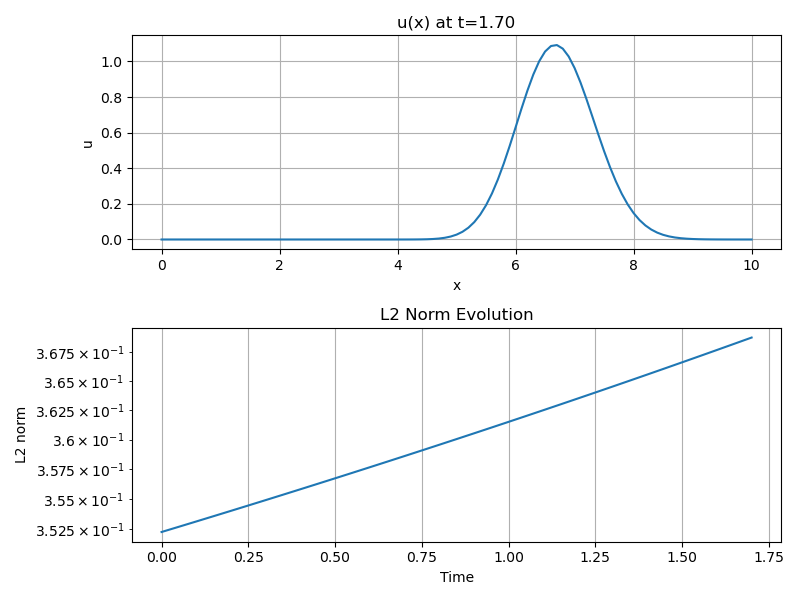 u(x) at t=1.70
u
1.0
0.8
0.6
0.4
0.2
0.0
0 2 4 6 8 10
x
L2 Norm Evolution
L2 norm
3.675 × 10⁻¹
3.65 × 10⁻¹
3.625 × 10⁻¹
3.6 × 10⁻¹
3.575 × 10⁻¹
3.55 × 10⁻¹
3.525 × 10⁻¹
0.00 0.25 0.50 0.75 1.00 1.25 1.50 1.75
Time